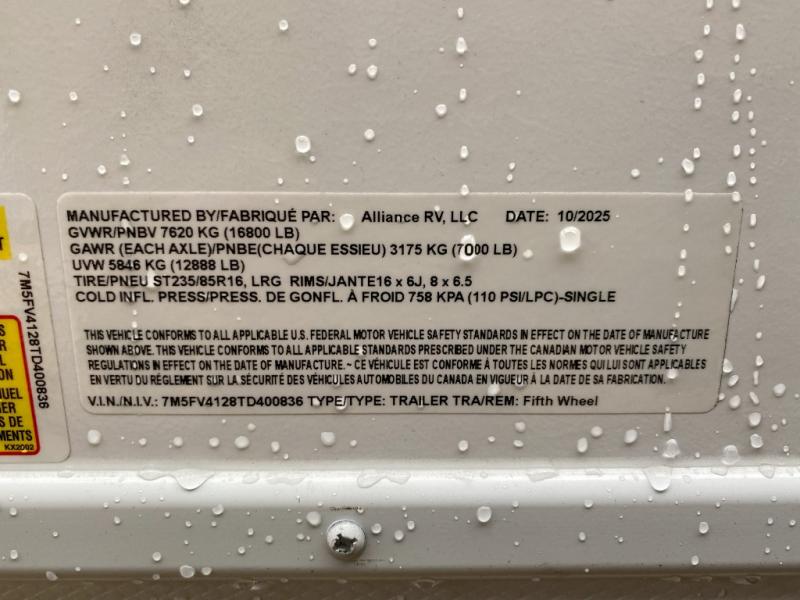 MANUFACTURED BY/FABRIQUÉ PAR: Alliance RV, LLC DATE: 10/2025
GVWR/PNBV 7620 KG (16800 LB)
GAWR (EACH AXLE)/PNBE(CHAQUE ESSIEU) 3175 KG (7000 LB)
UVW 5846 KG (12888 LB)
TIRE/PNEU ST235/85R16, LRG RIMS/JANTE16 x 6J, 8 x 6.5
COLD INFL. PRESS/PRESS. DE GONFL. À FROID 758 KPA (110 PSI/LPC)-SINGLE
THIS VEHICLE CONFORMS TO ALL APPLICABLE U.S. FEDERAL MOTOR VEHICLE SAFETY STANDARDS IN EFFECT ON THE DATE OF MANUFACTURE
SHOWN ABOVE. THIS VEHICLE CONFORMS TO ALL APPLICABLE STANDARDS PRESCRIBED UNDER THE CANADIAN MOTOR VEHICLE SAFETY
REGULATIONS IN EFFECT ON THE DATE OF MANUFACTURE. ~ CE VÉHICULE EST CONFORME À TOUTES LES NORMES QUI LUI SONT APPLICABLES
EN VERTU DU RÉGLEMENT SUR LA SÉCURITÉ DES VÉHICULES AUTOMOBILES DU CANADA EN VIGUEUR À LA DATE DE SA FABRICATION.
V.I.N./N.I.V.: 7M5FV4128TD400836 TYPE/TYPE: TRAILER TRA/REM: Fifth Wheel
7M5FV4128TD400836
S DE
MENTS
KX2002